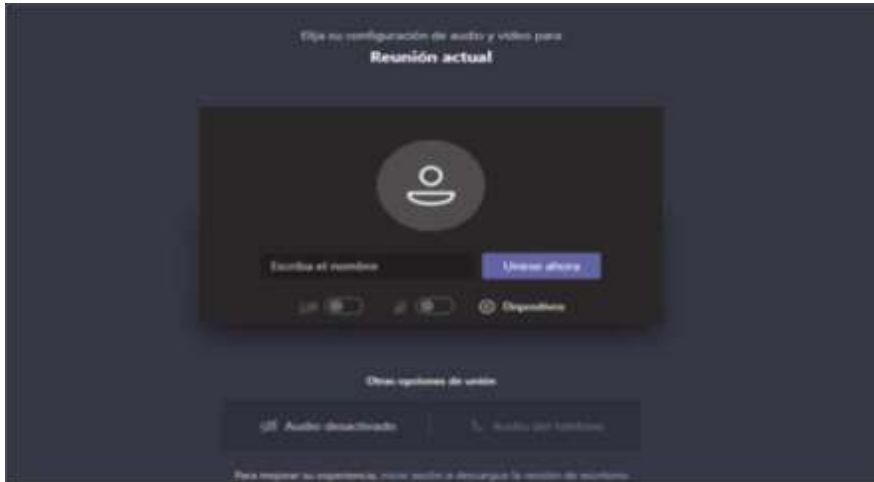 Elija su configuración de audio y vídeo para
Reunión actual
Escriba el nombre
Unirse ahora
Dispositivos
Otras opciones de unión
Audio desactivado
Audio del teléfono
Para mejorar su experiencia, inicie sesión o descargue la versión de escritorio